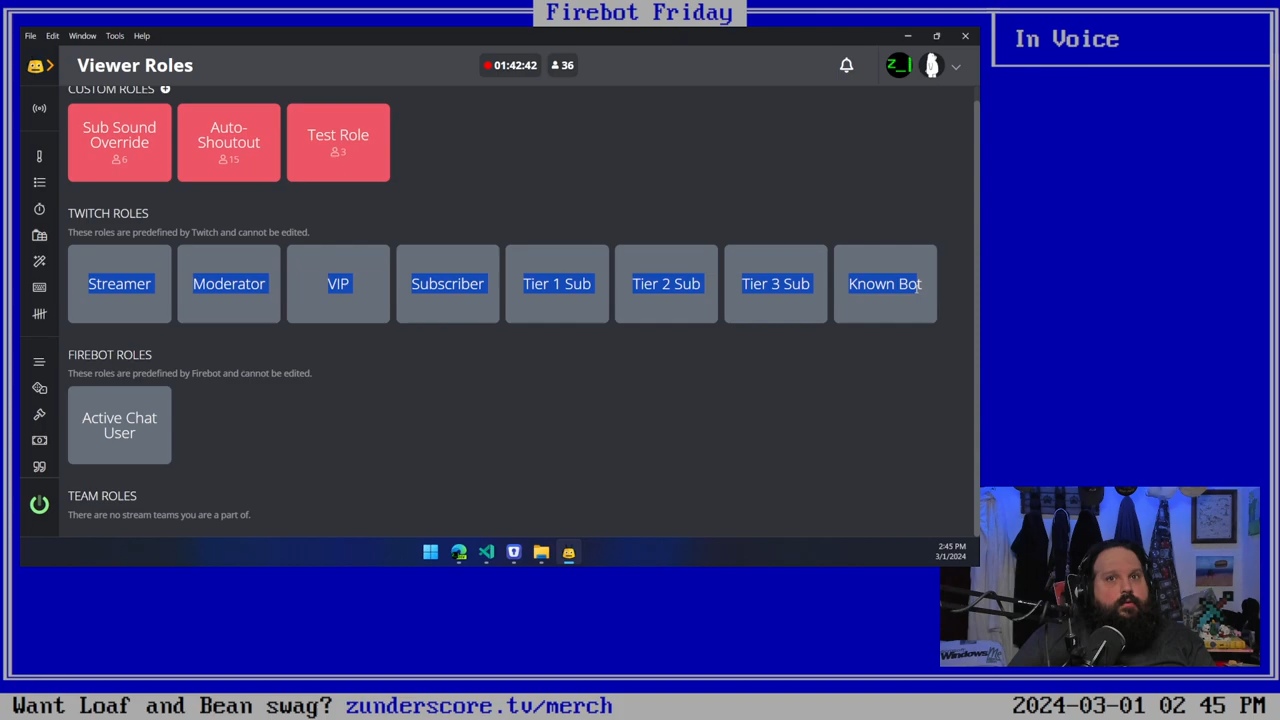 Firebot Friday
In Voice
File Edit Window Tools Help
Viewer Roles
01:42:42
36
z_|
CUSTOM ROLES
Sub Sound Override
6
Auto-Shoutout
15
Test Role
3
TWITCH ROLES
These roles are predefined by Twitch and cannot be edited.
Streamer
Moderator
VIP
Subscriber
Tier 1 Sub
Tier 2 Sub
Tier 3 Sub
Known Bot
FIREBOT ROLES
These roles are predefined by Firebot and cannot be edited.
Active Chat User
TEAM ROLES
There are no stream teams you are a part of.
2:45 PM
3/1/2024
Windows Me
Want Loaf and Bean swag? zunderscore.tv/merch
2024-03-01 02 45 PM